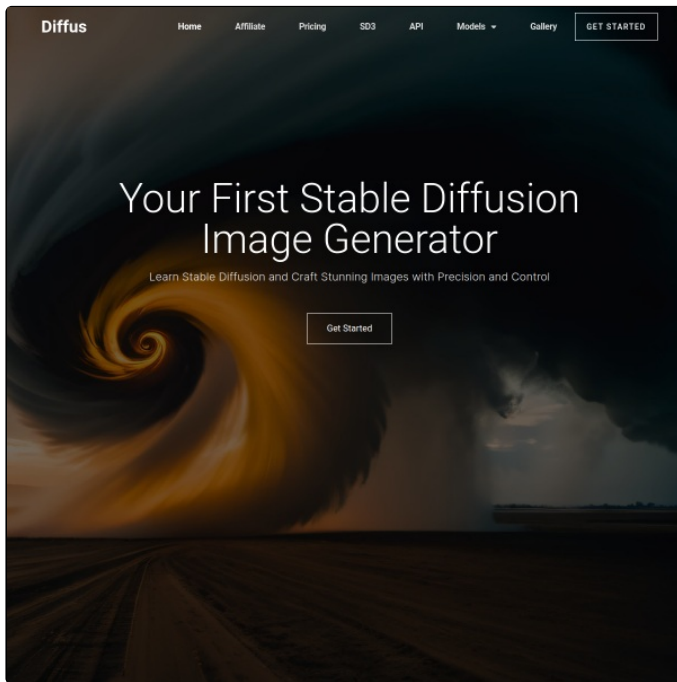 Diffus
Home Affiliate Pricing SD3 API Models Gallery GET STARTED
Your First Stable Diffusion
Image Generator
Learn Stable Diffusion and Craft Stunning Images with Precision and Control
Get Started